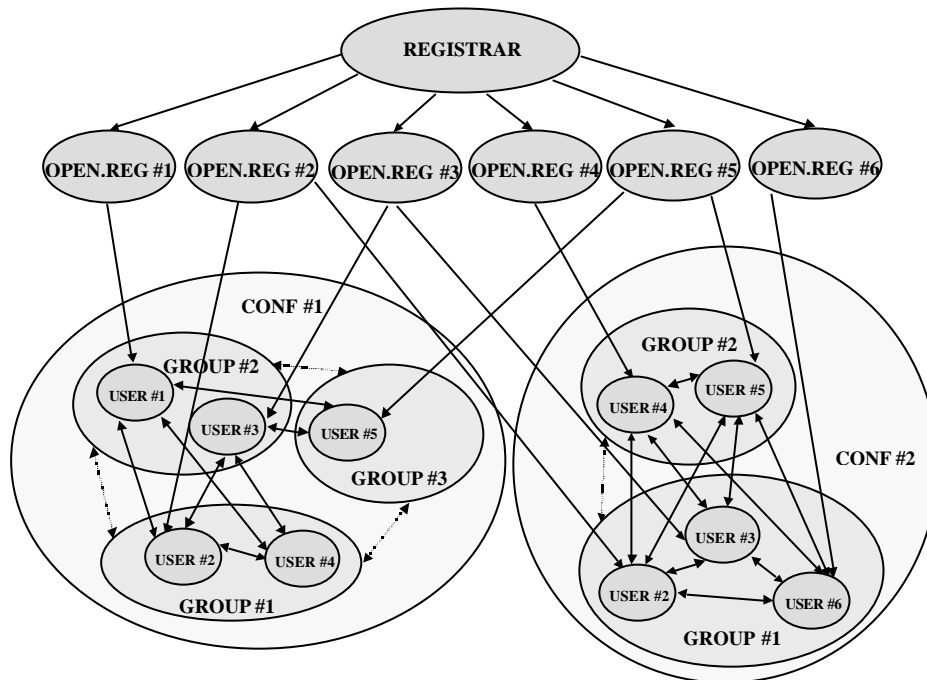 REGISTRAR
OPEN.REG #1
OPEN.REG #2
OPEN.REG #3
OPEN.REG #4
OPEN.REG #5
OPEN.REG #6
CONF #1
GROUP #2
USER #1
USER #3
USER #5
GROUP #3
USER #2
USER #4
GROUP #1
CONF #2
GROUP #2
USER #4
USER #5
USER #3
USER #2
USER #6
GROUP #1